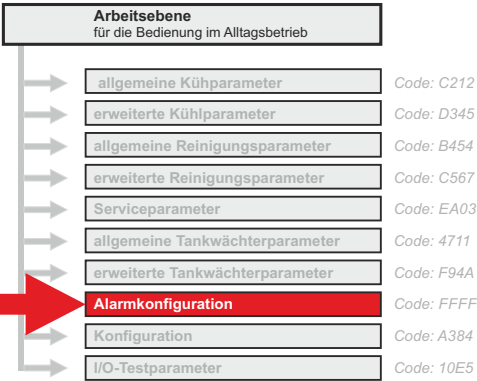 Arbeitsebene
für die Bedienung im Alltagsbetrieb
allgemeine Kühparameter Code: C212
erweiterte Kühlparameter Code: D345
allgemeine Reinigungsparameter Code: B454
erweiterte Reinigungsparameter Code: C567
Serviceparameter Code: EA03
allgemeine Tankwächterparameter Code: 4711
erweiterte Tankwächterparameter Code: F94A
Alarmkonfiguration Code: FFFF
Konfiguration Code: A384
I/O-Testparameter Code: 10E5